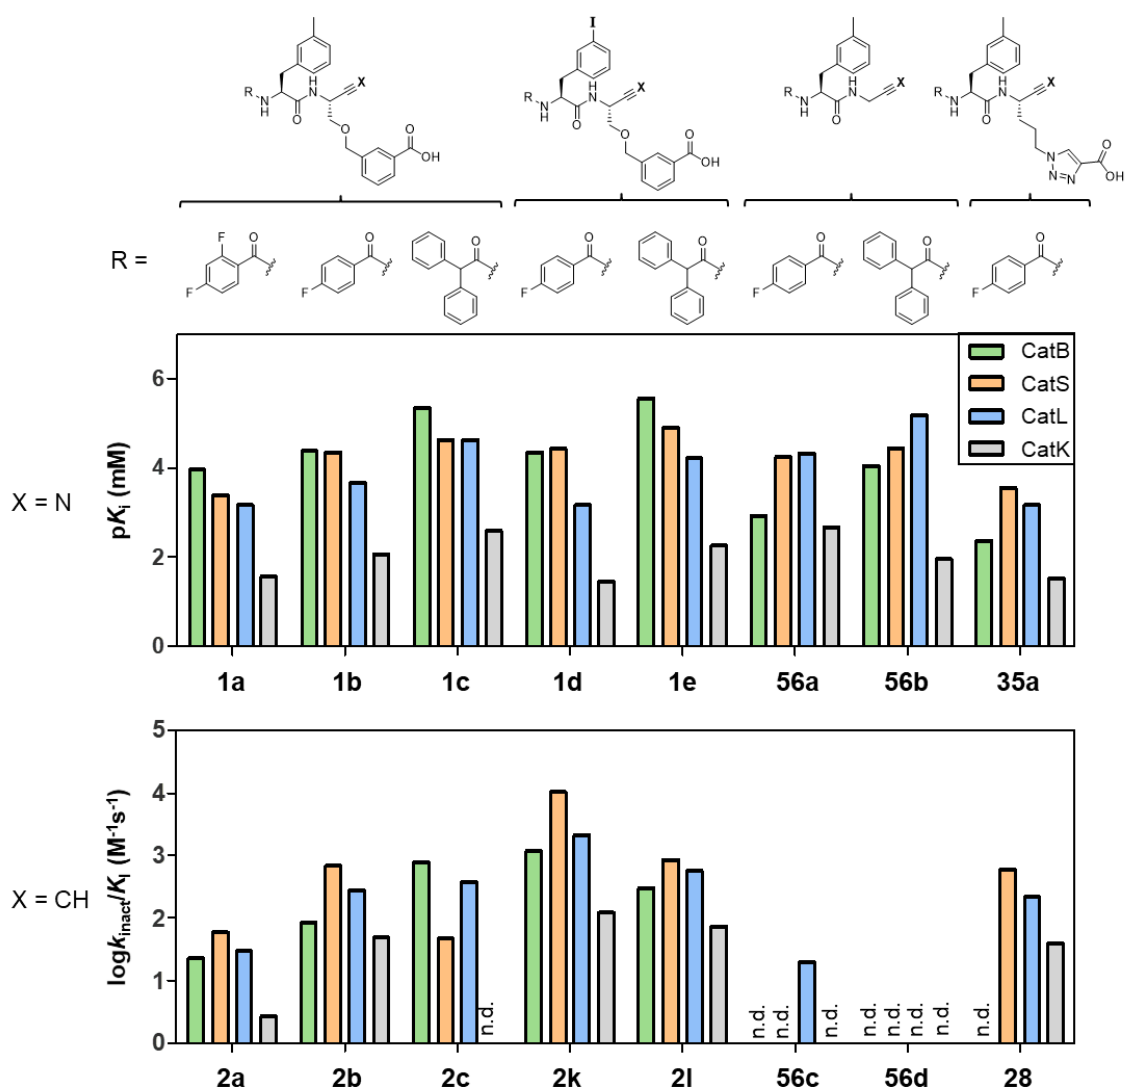 I
X X X X
R N H H N O O O OH
R N H H N O O O OH
R N H H N O
R N H H N O N N N O OH
R =
F F O
F O
O
F O
O
F O
O
F O
CatB
CatS
CatL
CatK
6
4
2
0
pKi (mM)
X = N
1a 1b 1c 1d 1e 56a 56b 35a
5
4
3
2
1
0
logkinact/Ki (M-1s-1)
X = CH
n.d. n.d. n.d. n.d. n.d. n.d. n.d. n.d. n.d.
2a 2b 2c 2k 2l 56c 56d 28